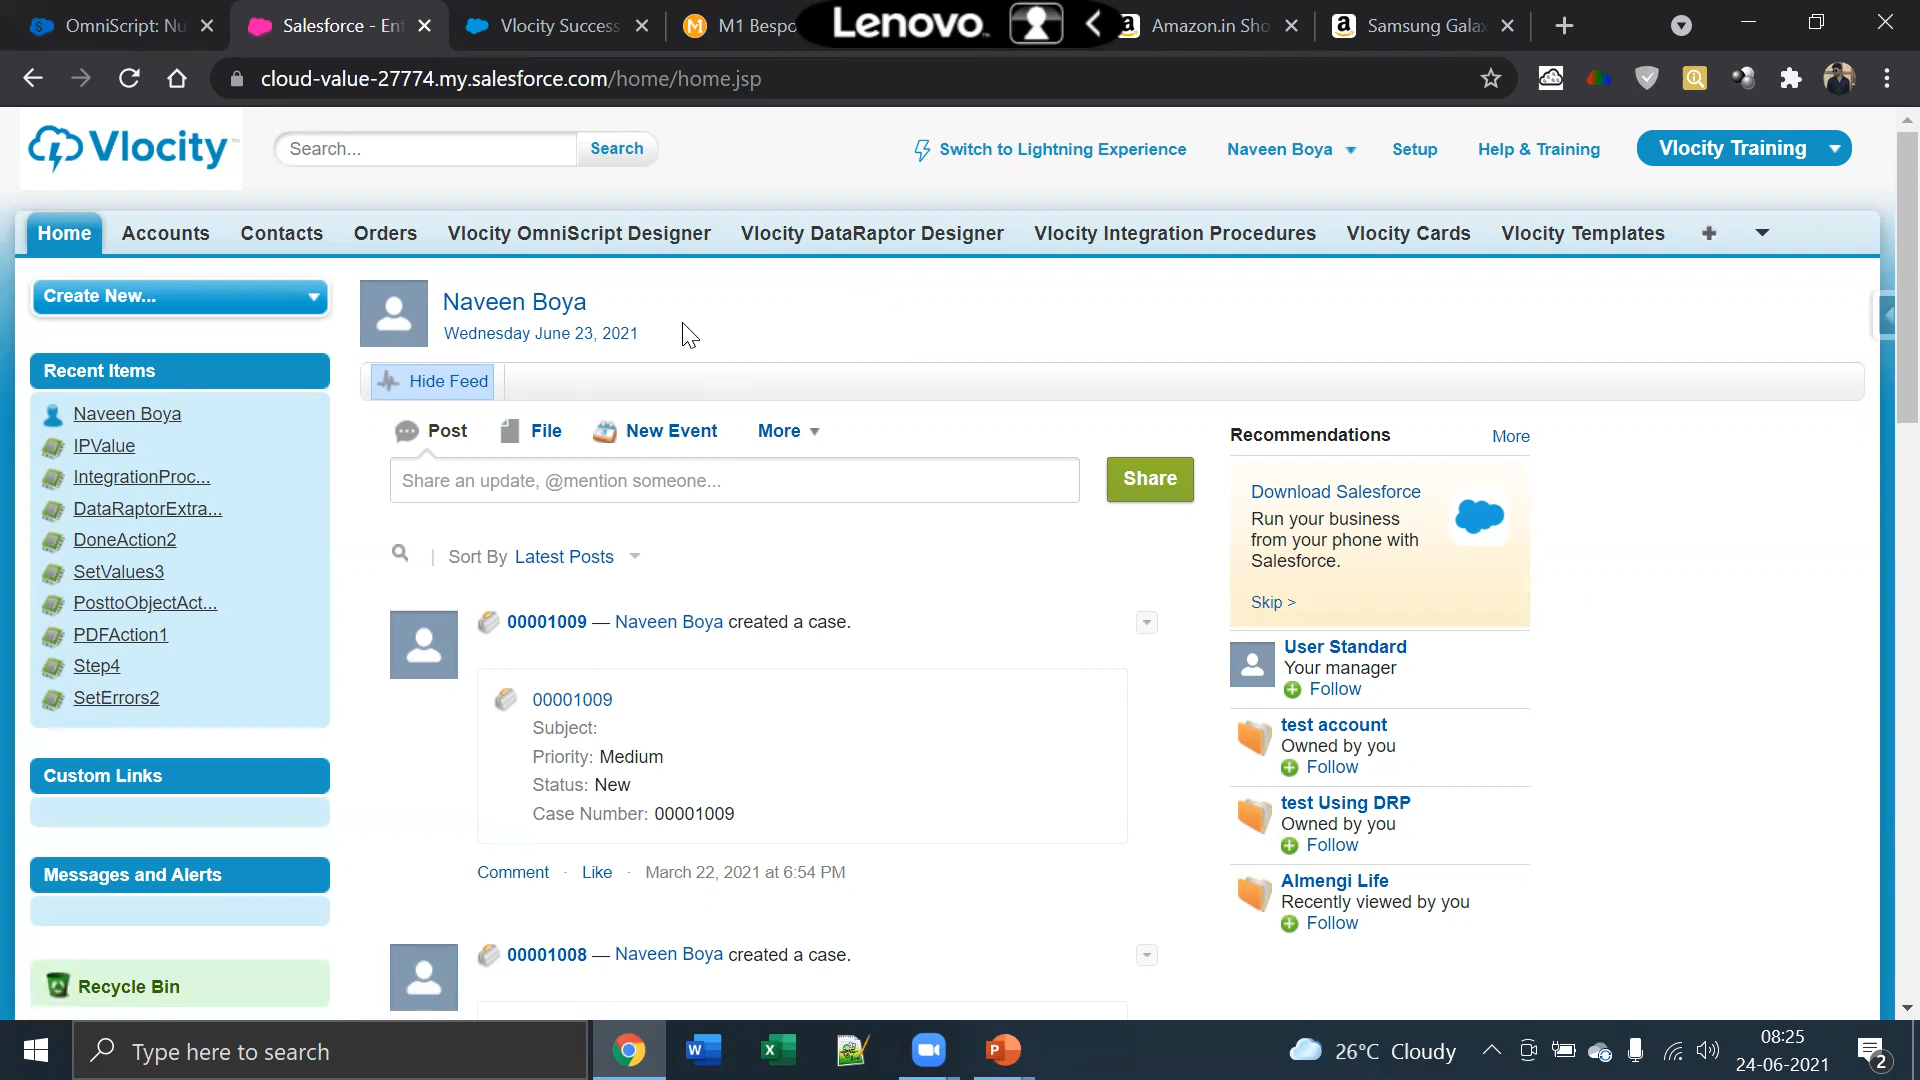 OmniScript: Nu
Salesforce - Ent
Vlocity Success
M1 Bespo
Lenovo
Amazon.in Sho
Samsung Galax
cloud-value-27774.my.salesforce.com/home/home.jsp
Vlocity
Search...
Search
Switch to Lightning Experience
Naveen Boya
Setup
Help & Training
Vlocity Training
Home
Accounts
Contacts
Orders
Vlocity OmniScript Designer
Vlocity DataRaptor Designer
Vlocity Integration Procedures
Vlocity Cards
Vlocity Templates
Create New...
Recent Items
Naveen Boya
IPValue
IntegrationProc...
DataRaptorExtra...
DoneAction2
SetValues3
PosttoObjectAct...
PDFAction1
Step4
SetErrors2
Custom Links
Messages and Alerts
Recycle Bin
Naveen Boya
Wednesday June 23, 2021
Hide Feed
Post
File
New Event
More
Share an update, @mention someone...
Share
Sort By Latest Posts
00001009 — Naveen Boya created a case.
00001009
Subject:
Priority: Medium
Status: New
Case Number: 00001009
Comment · Like · March 22, 2021 at 6:54 PM
00001008 — Naveen Boya created a case.
Recommendations
More
Download Salesforce
Run your business
from your phone with
Salesforce.
Skip >
User Standard
Your manager
Follow
test account
Owned by you
Follow
test Using DRP
Owned by you
Follow
Almengi Life
Recently viewed by you
Follow
Type here to search
26°C Cloudy
08:25
24-06-2021
2